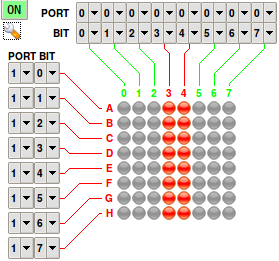 ON
PORT 0 0 0 0 0 0 0 0
BIT 0 1 2 3 4 5 6 7
PORT BIT
0 1 2 3 4 5 6 7
1 0
A
1 1
B
1 2
C
1 3
D
1 4
E
1 5
F
1 6
G
1 7
H